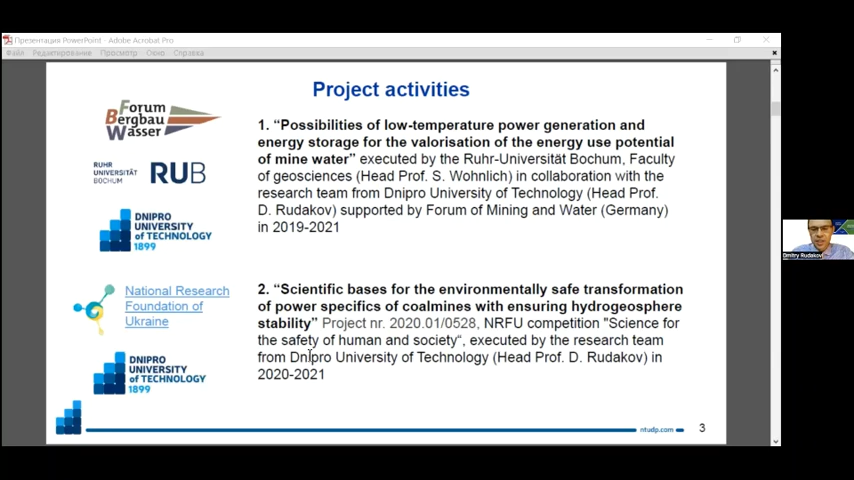 Презентация PowerPoint - Adobe Acrobat Pro
Файл Редактирование Просмотр Окно Справка
Project activities
Forum
Bergbau
Wasser
RUHR
UNIVERSITÄT
BOCHUM
RUB
DNIPRO
UNIVERSITY
of TECHNOLOGY
1899
1. “Possibilities of low-temperature power generation and
energy storage for the valorisation of the energy use potential
of mine water” executed by the Ruhr-Universität Bochum, Faculty
of geosciences (Head Prof. S. Wohnlich) in collaboration with the
research team from Dnipro University of Technology (Head Prof.
D. Rudakov) supported by Forum of Mining and Water (Germany)
in 2019-2021
National Research
Foundation of
Ukraine
DNIPRO
UNIVERSITY
of TECHNOLOGY
1899
2. “Scientific bases for the environmentally safe transformation
of power specifics of coalmines with ensuring hydrogeosphere
stability” Project nr. 2020.01/0528, NRFU competition "Science for
the safety of human and society“, executed by the research team
from Dnipro University of Technology (Head Prof. D. Rudakov) in
2020-2021
ntudp.com
3
Dmitry Rudakov